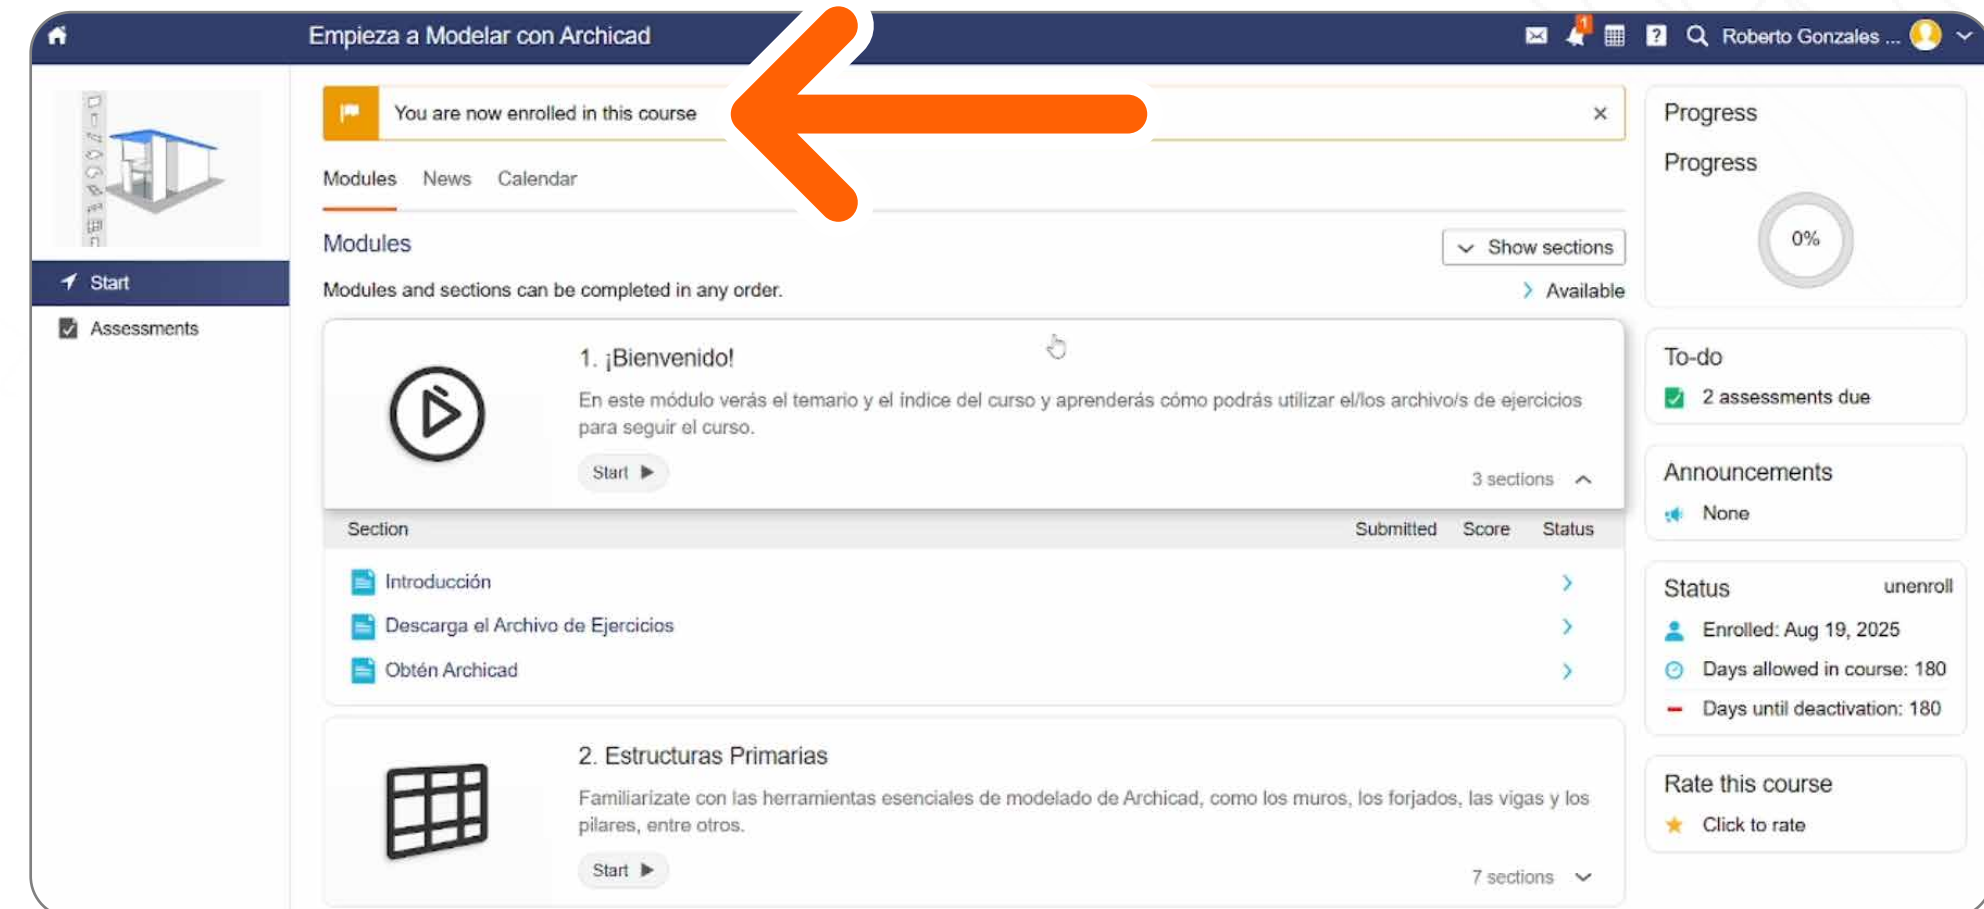 Empieza a Modelar con Archicad
1
?
Roberto Gonzales ...
You are now enrolled in this course
×
Modules News Calendar
Modules
Show sections
Modules and sections can be completed in any order.
Available
Start
Assessments
1. ¡Bienvenido!
En este módulo verás el temario y el índice del curso y aprenderás cómo podrás utilizar el/los archivo/s de ejercicios
para seguir el curso.
Start
3 sections
Section Submitted Score Status
Introducción
Descarga el Archivo de Ejercicios
Obtén Archicad
2. Estructuras Primarias
Familiarízate con las herramientas esenciales de modelado de Archicad, como los muros, los forjados, las vigas y los
pilares, entre otros.
Start
7 sections
Progress
Progress
0%
To-do
2 assessments due
Announcements
None
Status unenroll
Enrolled: Aug 19, 2025
Days allowed in course: 180
Days until deactivation: 180
Rate this course
Click to rate